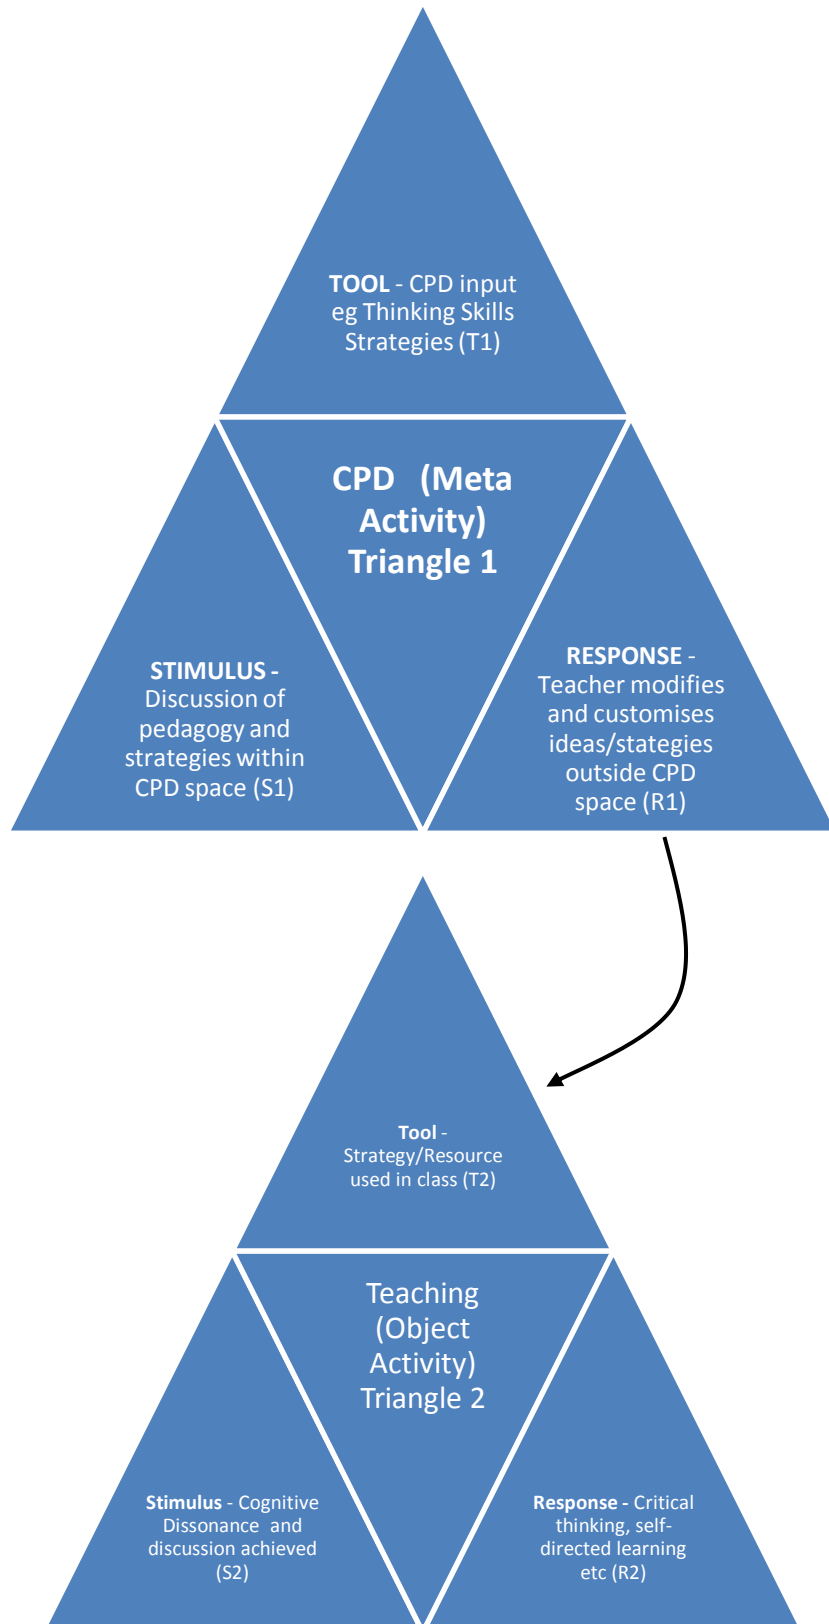 TOOL - CPD input
eg Thinking Skills
Strategies (T1)
CPD (Meta
Activity)
Triangle 1
STIMULUS -
Discussion of
pedagogy and
strategies within
CPD space (S1)
RESPONSE -
Teacher modifies
and customises
ideas/stategies
outside CPD
space (R1)
Tool -
Strategy/Resource
used in class (T2)
Teaching
(Object
Activity)
Triangle 2
Stimulus - Cognitive
Dissonance and
discussion achieved
(S2)
Response - Critical
thinking, self-
directed learning
etc (R2)